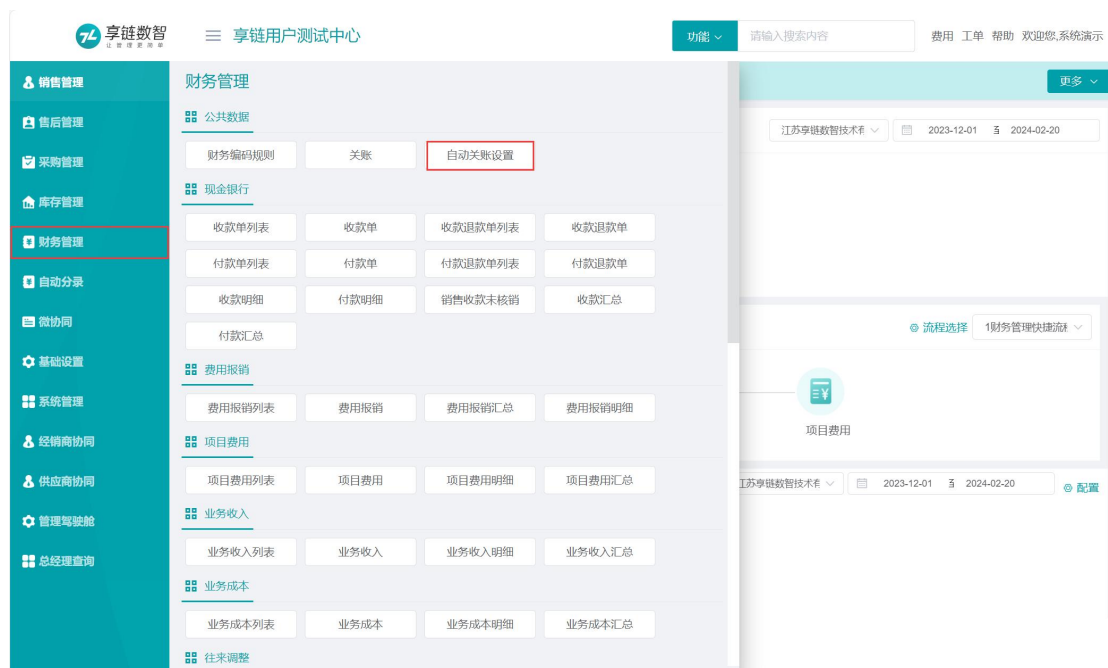 享链数智
让管理更简单
享链用户测试中心
功能
请输入搜索内容
费用 工单 帮助 欢迎您,系统演示
销售管理
售后管理
采购管理
库存管理
财务管理
自动分录
微协同
基础设置
系统管理
经销商协同
供应商协同
管理驾驶舱
总经理查询
财务管理
公共数据
财务编码规则 关账 自动关账设置
现金银行
收款单列表 收款单 收款退款单列表 收款退款单
付款单列表 付款单 付款退款单列表 付款退款单
收款明细 付款明细 销售收款未核销 收款汇总
付款汇总
费用报销
费用报销列表 费用报销 费用报销汇总 费用报销明细
项目费用
项目费用列表 项目费用 项目费用明细 项目费用汇总
业务收入
业务收入列表 业务收入 业务收入明细 业务收入汇总
业务成本
业务成本列表 业务成本 业务成本明细 业务成本汇总
往来调整
更多
江苏享链数智技术有 2023-12-01 至 2024-02-20
流程选择 1财务管理快捷流程
项目费用
江苏享链数智技术有 2023-12-01 至 2024-02-20 配置